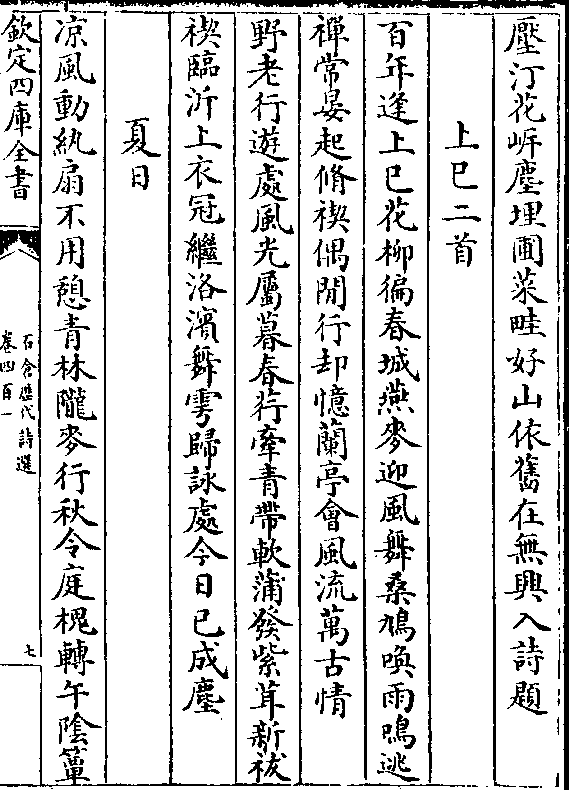 壓汀花㟁塵埋圃菜畦好山依舊在無興入詩題
上巳二首
百年逢上巳花柳徧春城燕麥迎風舞桑鳩喚雨鳴逃
禪常晏起脩禊偶閒行却憶蘭亭會風流萬古情
野老行遊處風光屬暮春荇牽青帶軟蒲發紫茸新祓
禊臨沂上衣冠繼洛濱舞雩歸詠處今日已成塵
夏日
凉風動紈扇不用憩青林隴麥行秋令庭槐轉午陰簟
欽定四庫全書
石倉歷代詩選
卷四百一
七